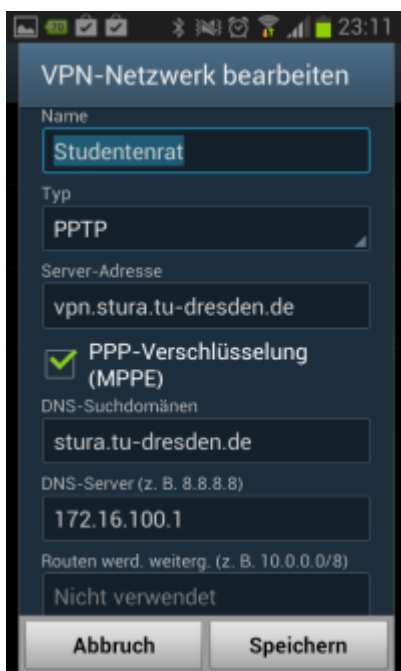 23:11
VPN-Netzwerk bearbeiten
Name
Studentenrat
Typ
PPTP
Server-Adresse
vpn.stura.tu-dresden.de
PPP-Verschlüsselung
(MPPE)
DNS-Suchdomänen
stura.tu-dresden.de
DNS-Server (z. B. 8.8.8.8)
172.16.100.1
Routen werd. weiterg. (z. B. 10.0.0.0/8)
Nicht verwendet
Abbruch
Speichern